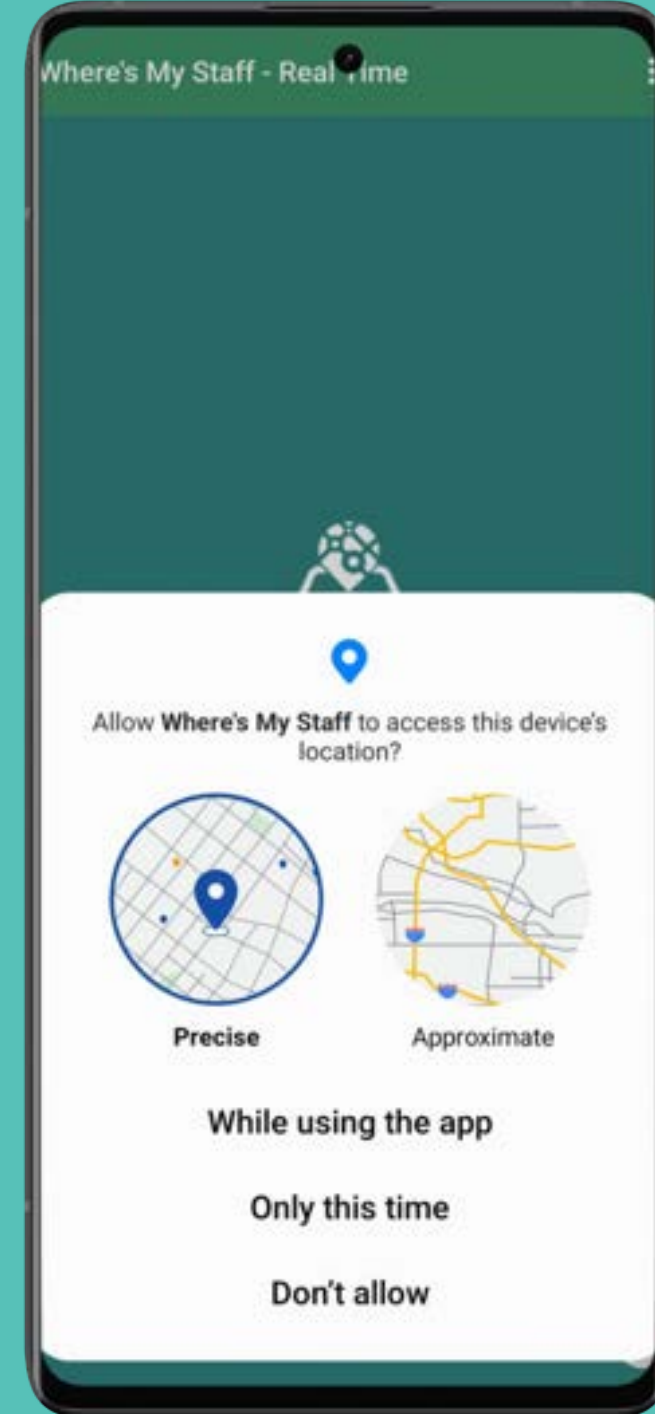 Where's My Staff - Real Time
Allow Where's My Staff to access this device's
location?
Precise
Approximate
While using the app
Only this time
Don't allow